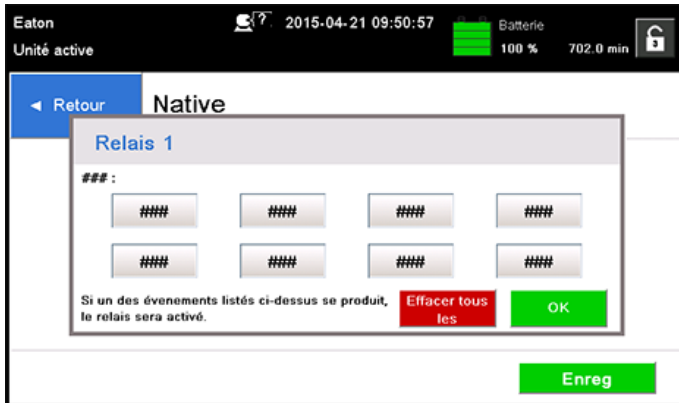 Eaton
Unité active
2015-04-21 09:50:57
Batterie
100 %
702.0 min
◄ Retour
Native
Relais 1
### :
### ### ### ###
### ### ### ###
Si un des évenements listés ci-dessus se produit,
le relais sera activé.
Effacer tous
les
OK
Enreg